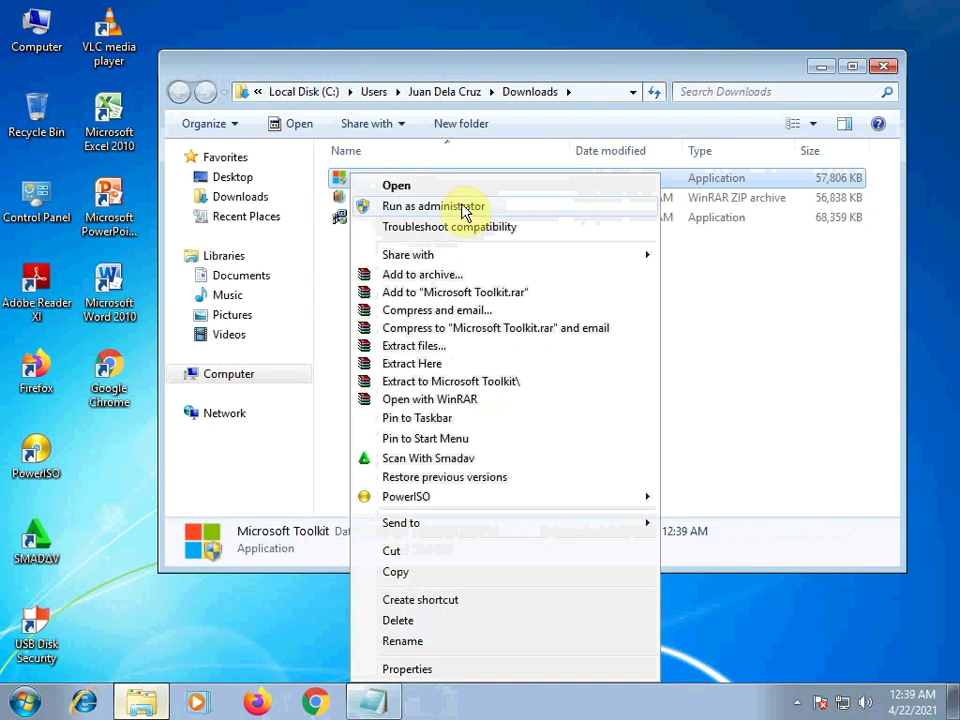 Computer
VLC media
player
Recycle Bin
Microsoft
Excel 2010
Control Panel
Microsoft
PowerPoi...
Adobe Reader
XI
Microsoft
Word 2010
Firefox
Google
Chrome
PowerISO
SMADAV
USB Disk
Security
« Local Disk (C:) Users Juan Dela Cruz Downloads
Search Downloads
Organize Open Share with New folder
Name Date modified Type Size
Favorites
Desktop
Downloads
Recent Places
Libraries
Documents
Music
Pictures
Videos
Computer
Network
Application 57,806 KB
AM WinRAR ZIP archive 56,838 KB
AM Application 68,359 KB
Open
Run as administrator
Troubleshoot compatibility
Share with
Add to archive...
Add to "Microsoft Toolkit.rar"
Compress and email...
Compress to "Microsoft Toolkit.rar" and email
Extract files...
Extract Here
Extract to Microsoft Toolkit\
Open with WinRAR
Pin to Taskbar
Pin to Start Menu
Scan With Smadav
Restore previous versions
PowerISO
Send to
Cut
Copy
Create shortcut
Delete
Rename
Properties
Microsoft Toolkit Da 12:39 AM
Application
12:39 AM
4/22/2021